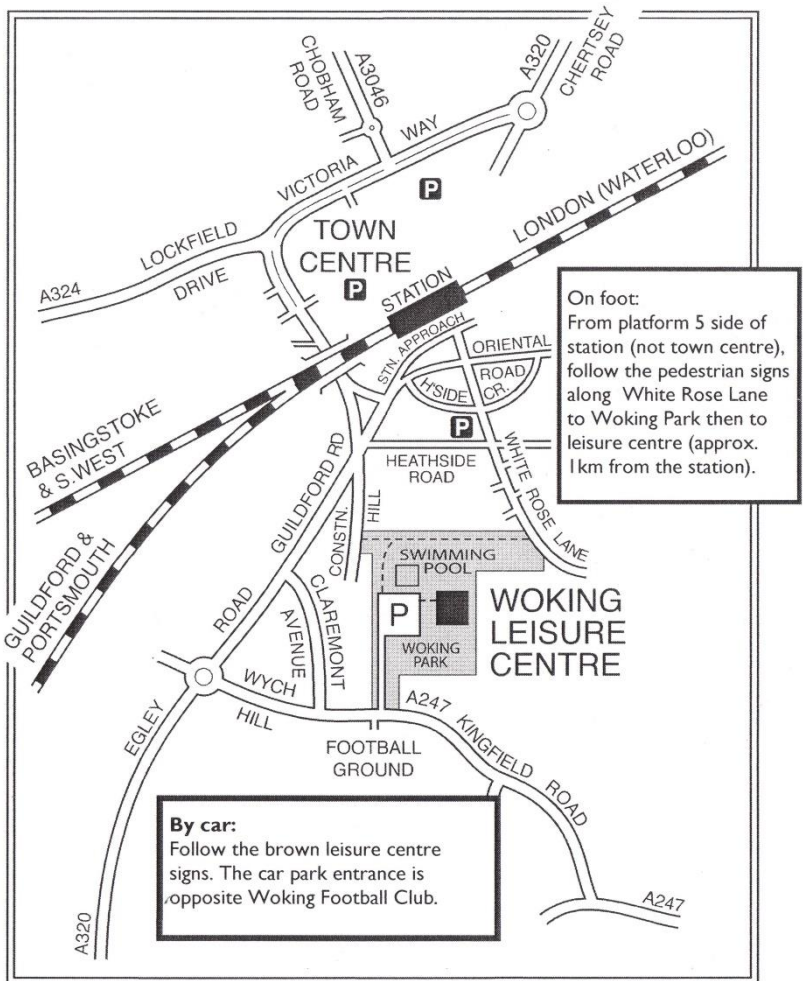 A320
CHERTSEY
ROAD
CHOBHAM
ROAD
A3046
VICTORIA
WAY
LOCKFIELD
DRIVE
A324
TOWN
CENTRE
P
P
STATION
LONDON (WATERLOO)
STN. APPROACH
ORIENTAL
ROAD
H'SIDE
CR.
P
BASINGSTOKE
& S.WEST
GUILDFORD &
PORTSMOUTH
GUILDFORD RD
HEATHSIDE
ROAD
WHITE ROSE LANE
CONSTN.
HILL
On foot:
From platform 5 side of
station (not town centre),
follow the pedestrian signs
along White Rose Lane
to Woking Park then to
leisure centre (approx.
1km from the station).
SWIMMING
POOL
P
WOKING
PARK
WOKING
LEISURE
CENTRE
ROAD
CLAREMONT
AVENUE
WYCH
HILL
EGLEY
A320
FOOTBALL
GROUND
A247
KINGFIELD
ROAD
A247
By car:
Follow the brown leisure centre
signs. The car park entrance is
opposite Woking Football Club.